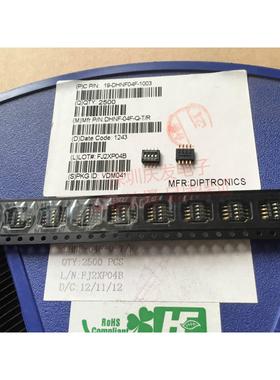 (P)C P/N: 19-DHNF04F-1003
(Q)QTY: 2500
(M)Mfr P/N:DHNF-04F-Q-T/R
(D)Date Code: 1243
(L)LOT#: FJ2XP04B
(S)PKG ID: VDM041
MFR:DIPTRONICS
QTY:2500 PCS
L/N:FJ2XP04B
D/C:12/11/12
RoHS
Compliant
HF